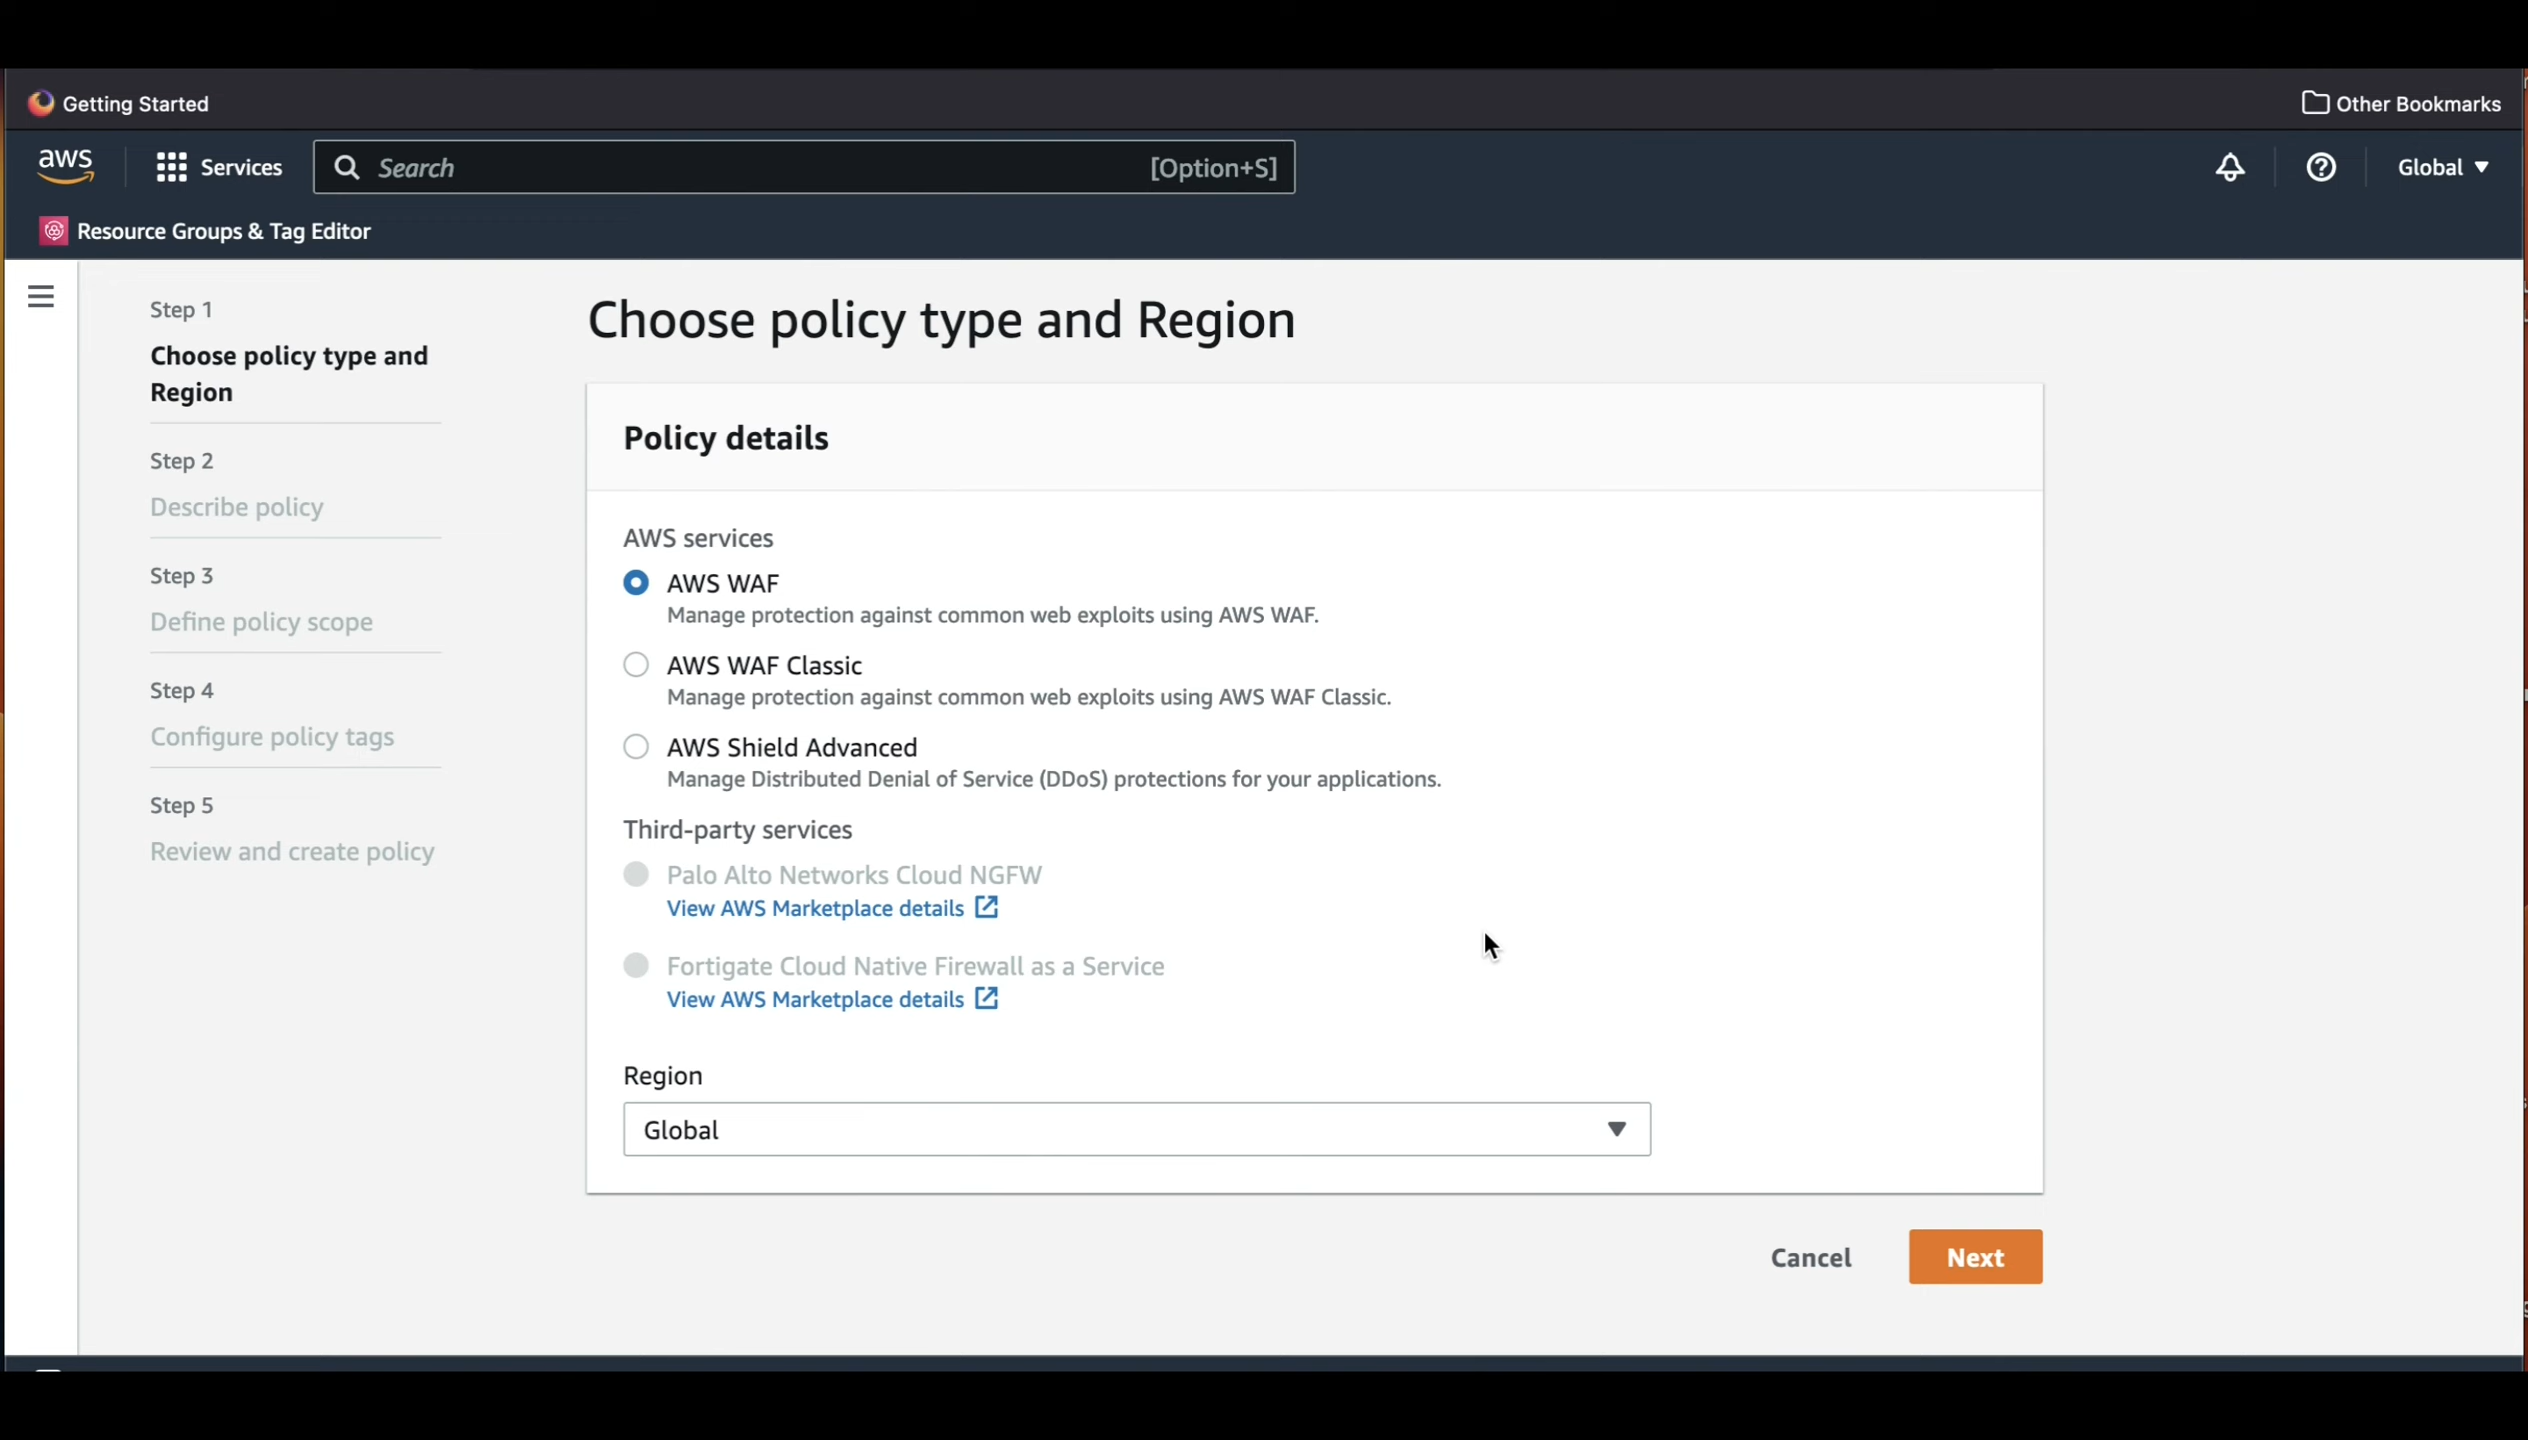 Getting Started
Other Bookmarks
aws
Services
Search
[Option+S]
Global
Resource Groups & Tag Editor
Step 1
Choose policy type and
Region
Step 2
Describe policy
Step 3
Define policy scope
Step 4
Configure policy tags
Step 5
Review and create policy
Choose policy type and Region
Policy details
AWS services
AWS WAF
Manage protection against common web exploits using AWS WAF.
AWS WAF Classic
Manage protection against common web exploits using AWS WAF Classic.
AWS Shield Advanced
Manage Distributed Denial of Service (DDoS) protections for your applications.
Third-party services
Palo Alto Networks Cloud NGFW
View AWS Marketplace details
Fortigate Cloud Native Firewall as a Service
View AWS Marketplace details
Region
Global
Cancel
Next